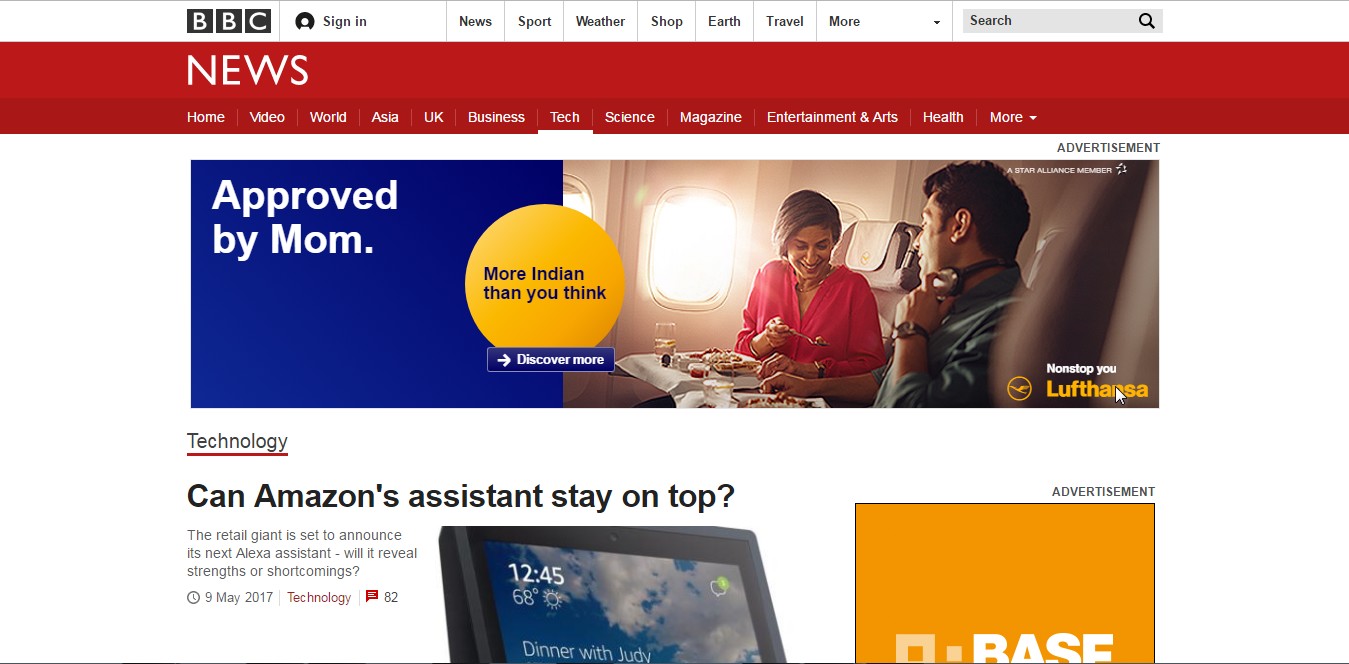 BBC
Sign in
News
Sport
Weather
Shop
Earth
Travel
More
Search
NEWS
Home
Video
World
Asia
UK
Business
Tech
Science
Magazine
Entertainment & Arts
Health
More
ADVERTISEMENT
Approved
by Mom.
More Indian
than you think
Discover more
A STAR ALLIANCE MEMBER
Nonstop you
Lufthansa
Technology
Can Amazon's assistant stay on top?
The retail giant is set to announce
its next Alexa assistant - will it reveal
strengths or shortcomings?
9 May 2017
Technology
82
12:45
68°
1
Dinner with Judy
ADVERTISEMENT
BASF